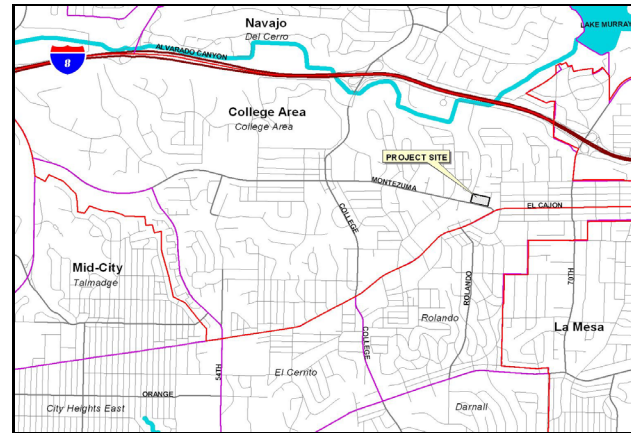 Navajo
Del Cerro
LAKE MURRAY
ALVARADO CANYON
8
College Area
College Area
PROJECT SITE
MONTEZUMA
COLLEGE
EL CAJON
Mid-City
Talmadge
ROLANDO
70TH
Rolando
La Mesa
COLLEGE
54TH
El Cerrito
ORANGE
City Heights East
Darnall